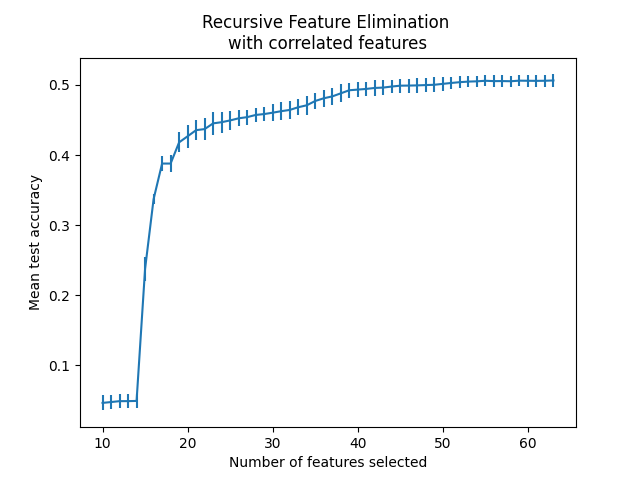 Recursive Feature Elimination
with correlated features
Mean test accuracy
0.5
0.4
0.3
0.2
0.1
10 20 30 40 50 60
Number of features selected